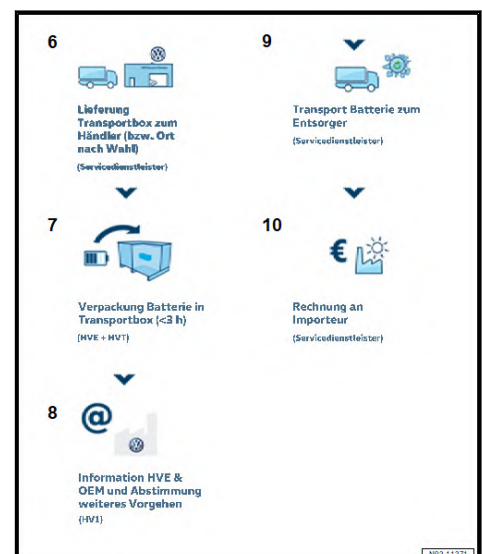 6
Lieferung
Transportbox zum
Händler (bzw. Ort
nach Wahl)
(Servicedienstleister)
7
Verpackung Batterie in
Transportbox (<3 h)
(HVE + HVT)
8
@
Information HVE &
OEM und Abstimmung
weiteres Vorgehen
(HV1)
9
Transport Batterie zum
Entsorger
(Servicedienstleister)
10
€
Rechnung an
Importeur
(Servicedienstleister)